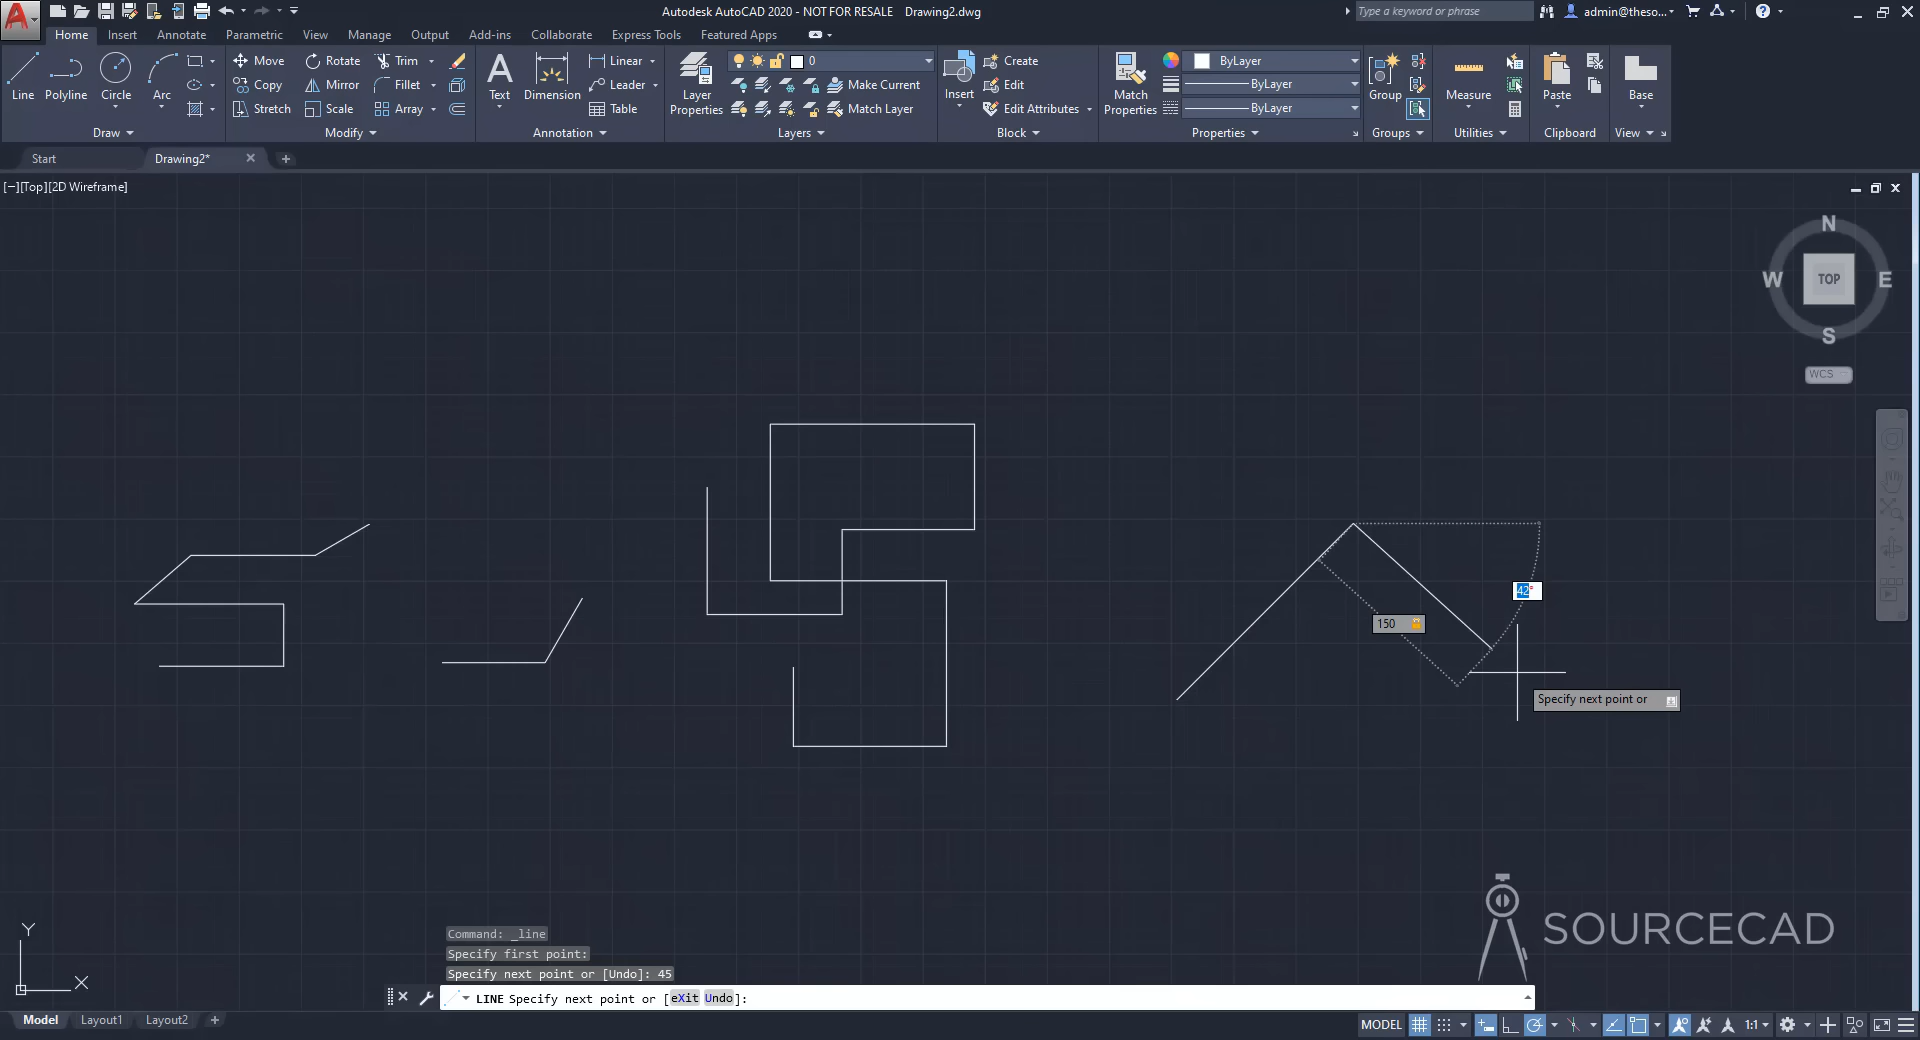 Autodesk AutoCAD 2020 - NOT FOR RESALE Drawing2.dwg
Type a keyword or phrase
admin@theso...
Home Insert Annotate Parametric View Manage Output Add-ins Collaborate Express Tools Featured Apps
Line Polyline Circle Arc
Draw
Move Rotate Trim
Copy Mirror Fillet
Stretch Scale Array
Modify
Text Dimension
Linear
Leader
Table
Annotation
Layer Properties
0
Make Current
Match Layer
Layers
Insert
Create
Edit
Edit Attributes
Block
Match Properties
ByLayer
ByLayer
ByLayer
Properties
Group
Groups
Measure
Utilities
Paste
Clipboard
Base
View
Start Drawing2*
[−][Top][2D Wireframe]
N
W TOP E
S
WCS
42°
150
Specify next point or
Y
X
SOURCECAD
Command: _line
Specify first point:
Specify next point or [Undo]: 45
LINE Specify next point or [eXit Undo]:
Model Layout1 Layout2
MODEL 1:1